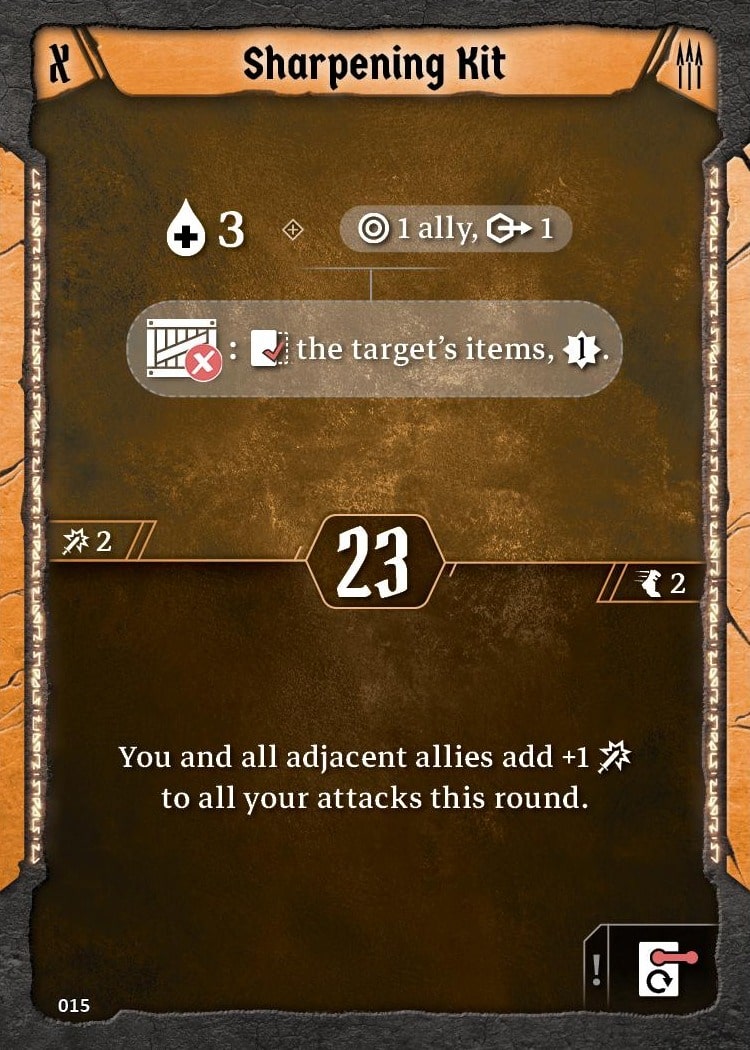 א Sharpening Kit
3 1 ally, 1
: the target's items, 1.
2
23
2
You and all adjacent allies add +1
to all your attacks this round.
!
015